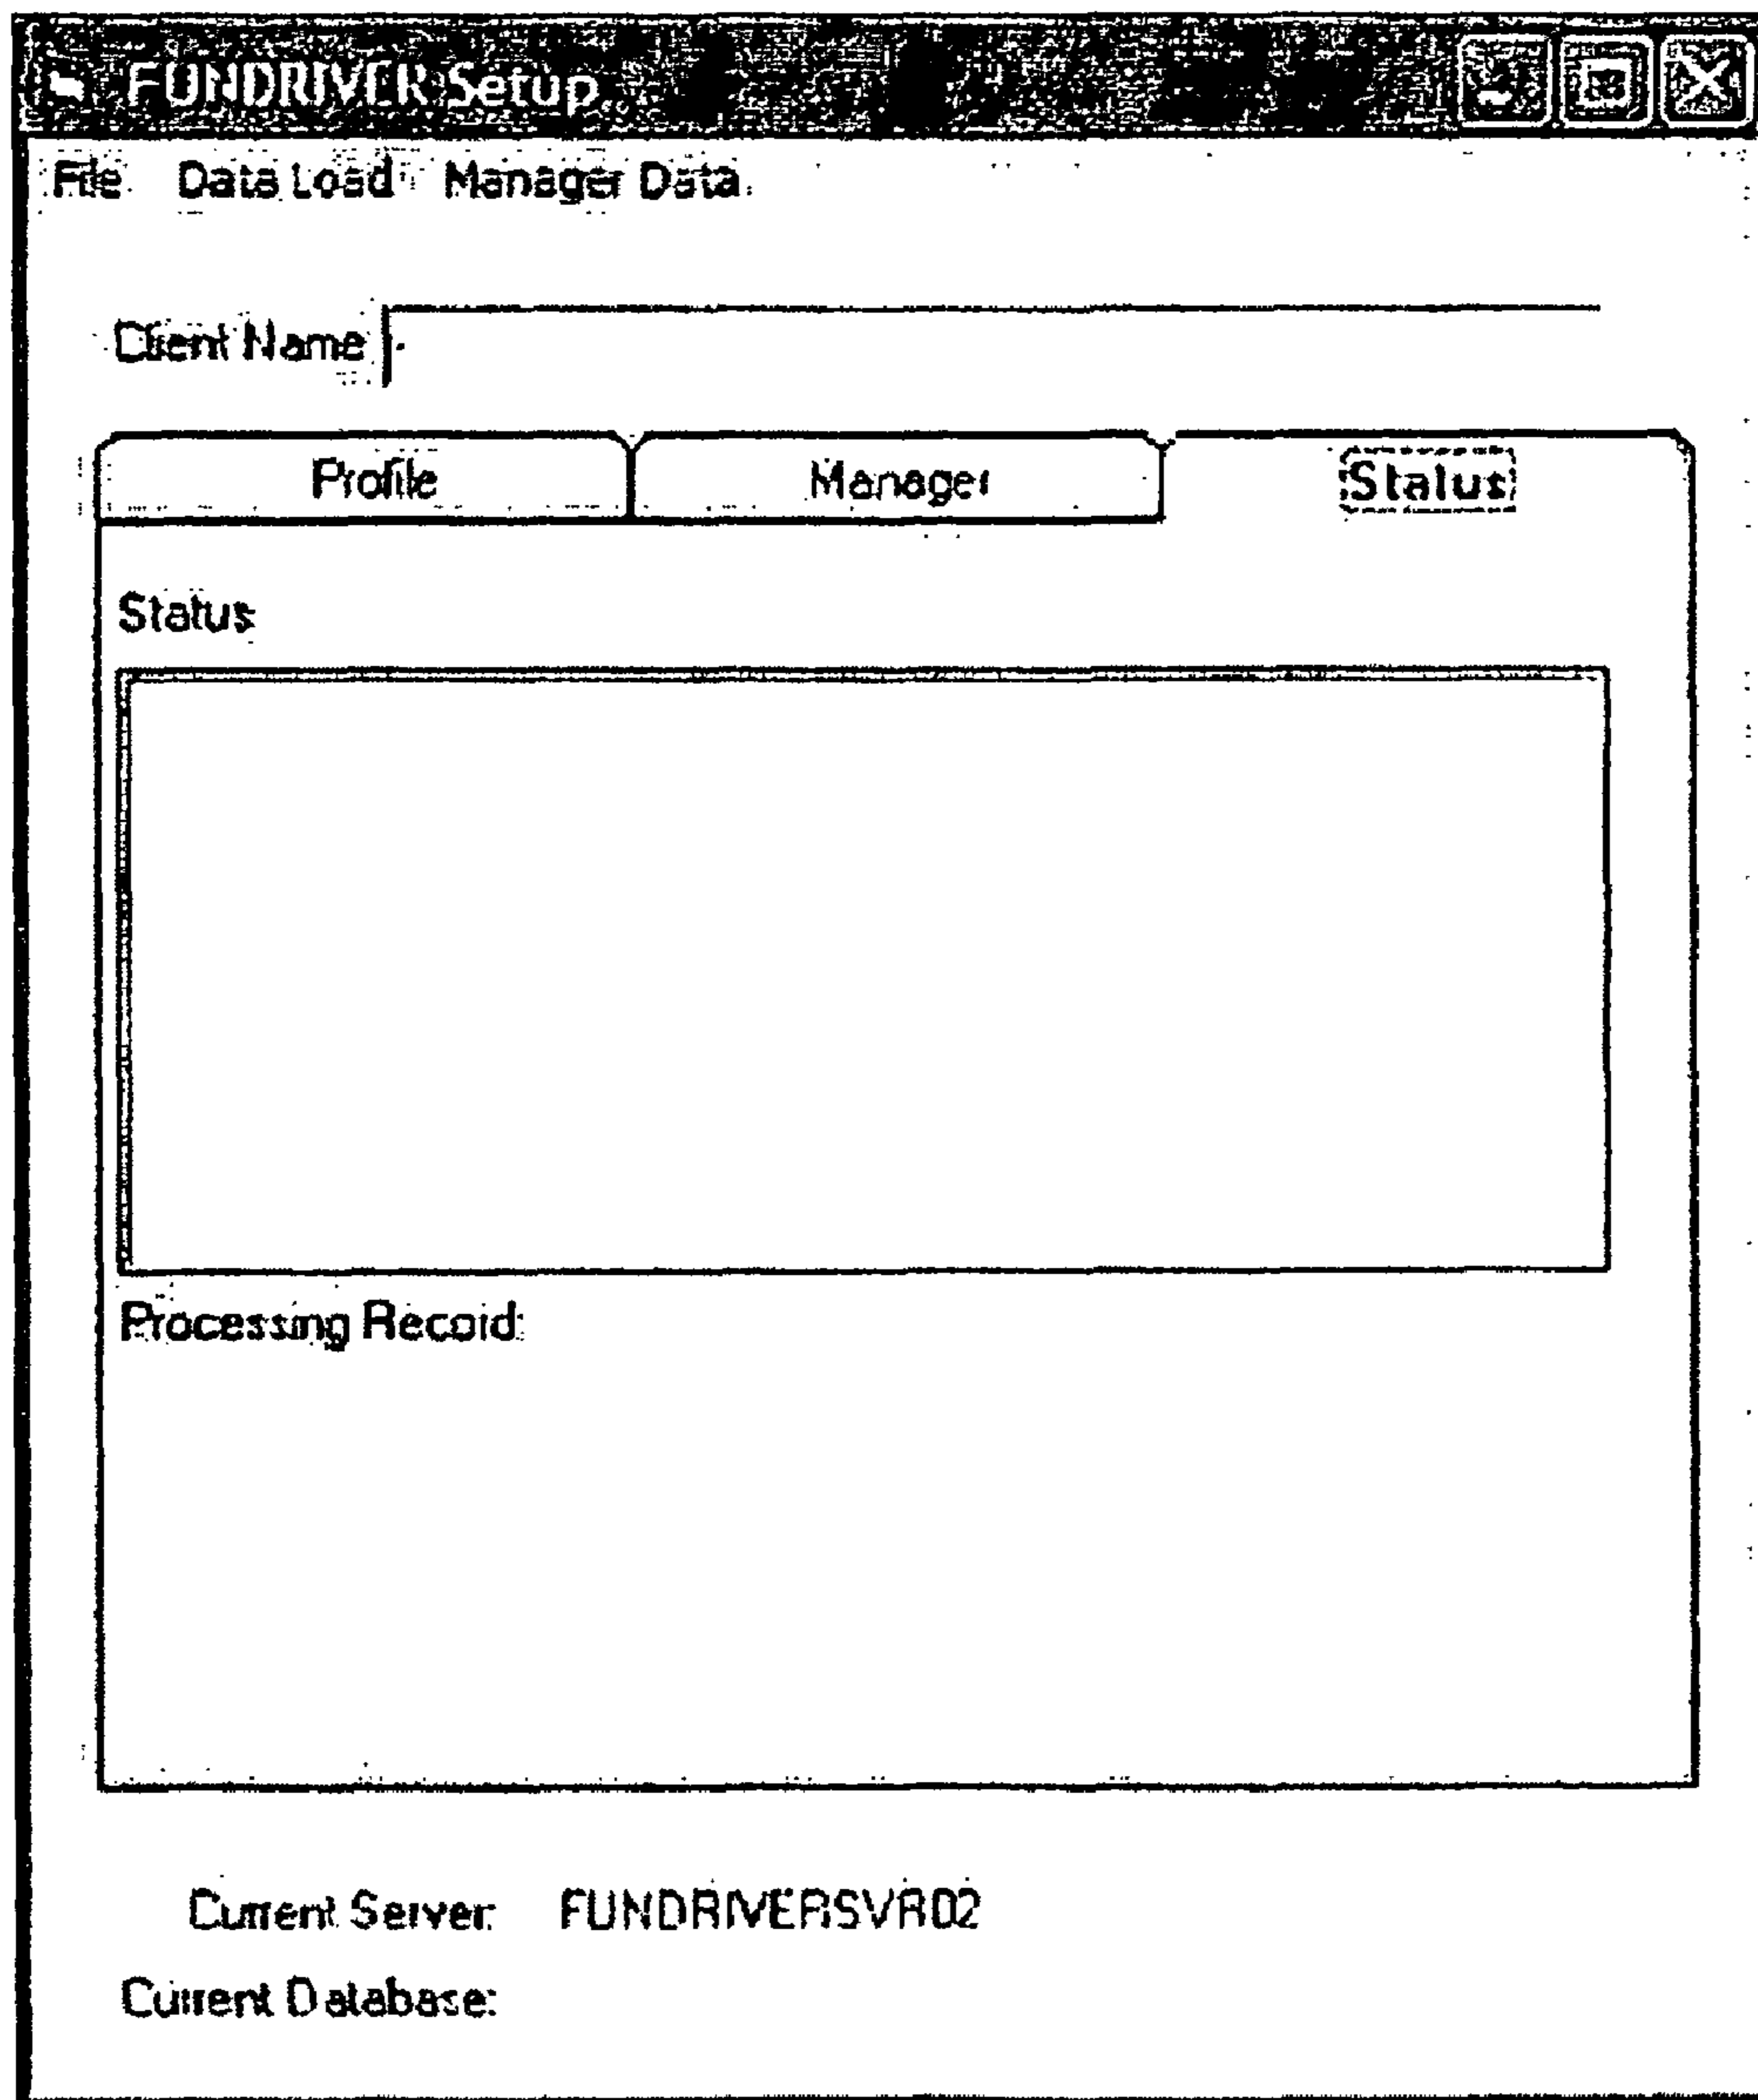 FUNDRIVER Setup
File Data Load Manager Data
Client Name
Profile Manager Status
Status
Processing Record:
Current Server: FUNDRIVERSVR02
Current Database: